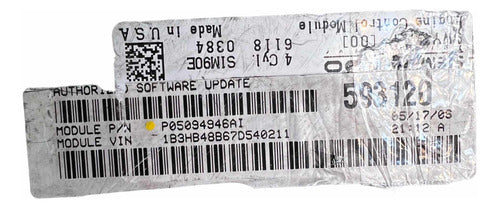 AUTHORI SOFTWARE UPDATE
MODULE P/N P05094946AI
MODULE VIN 1B3HB48B67D540211
593120
05/17/03
21:12 A
Engine Control Module
[00]
4 Cyl 6118
SIM90E 0384
Made in U.S.A